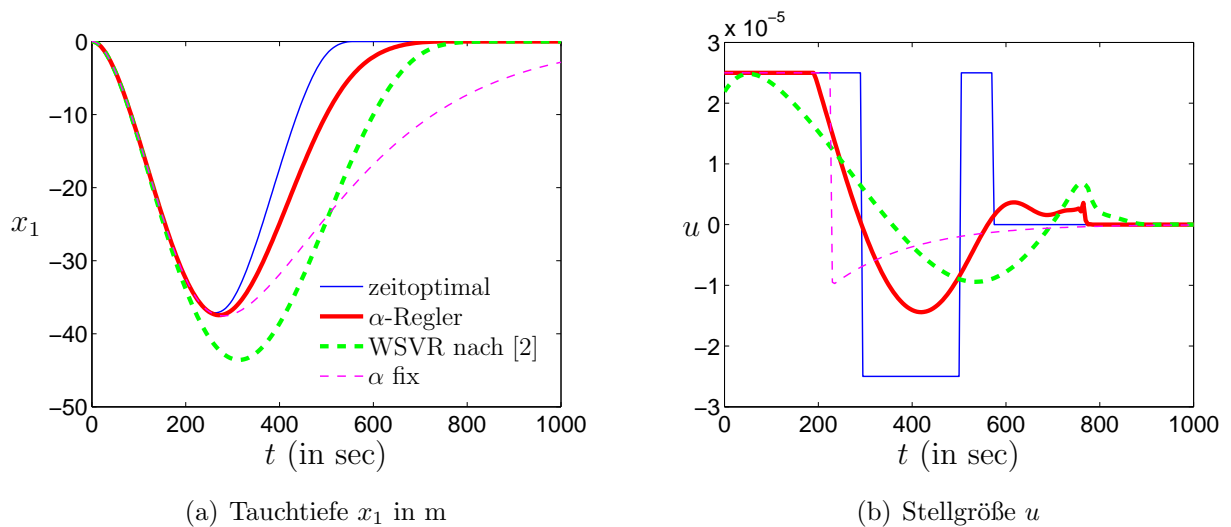 0
−10
−20
−30
−40
−50
x₁
0 200 400 600 800 1000
t (in sec)
zeitoptimal
α-Regler
WSVR nach [2]
α fix
(a) Tauchtiefe x₁ in m
x 10⁻⁵
3
2
1
0
−1
−2
−3
u
0 200 400 600 800 1000
t (in sec)
(b) Stellgröße u